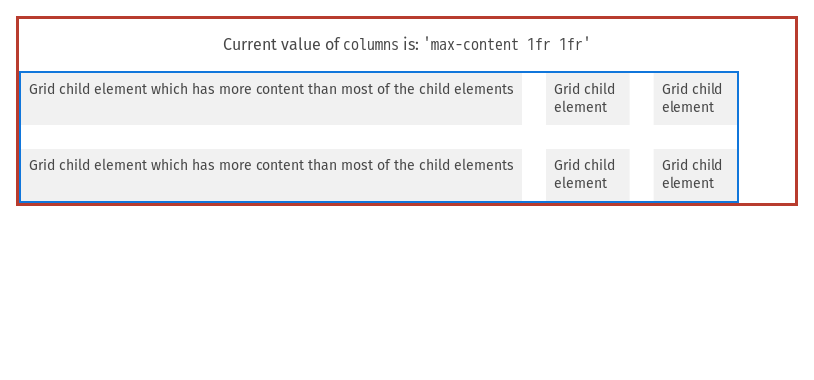 Current value of columns is: 'max-content 1fr 1fr'
Grid child element which has more content than most of the child elements
Grid child
element
Grid child
element
Grid child element which has more content than most of the child elements
Grid child
element
Grid child
element